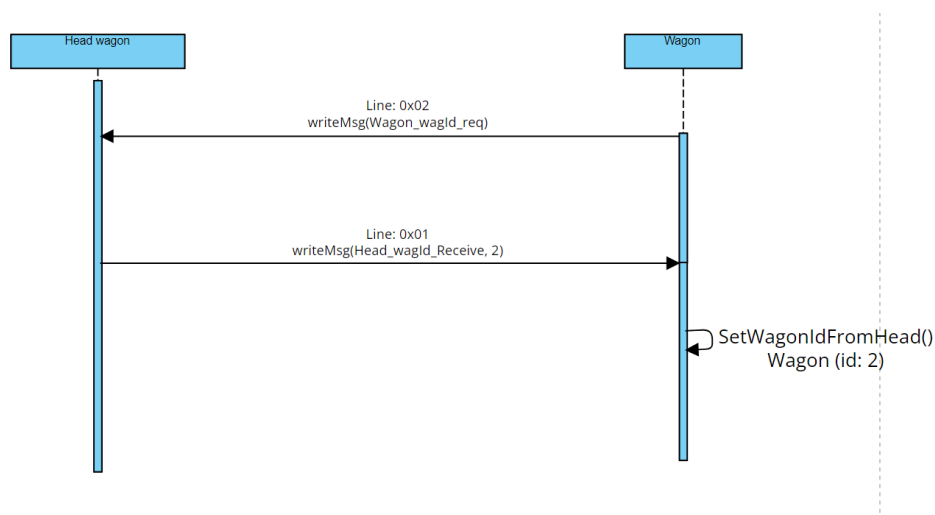 Head wagon
Wagon
Line: 0x02
writeMsg(Wagon_wagId_req)
Line: 0x01
writeMsg(Head_wagId_Receive, 2)
SetWagonIdFromHead()
Wagon (id: 2)